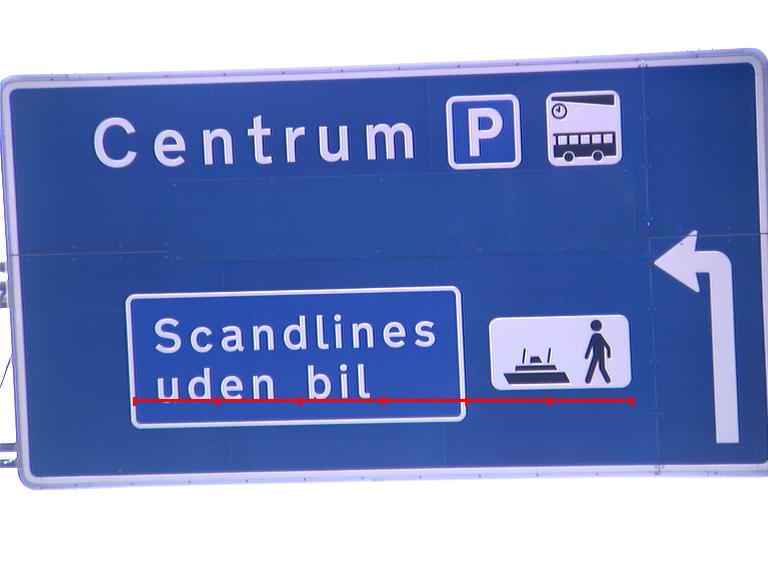 Centrum P
Scandlines
uden bil